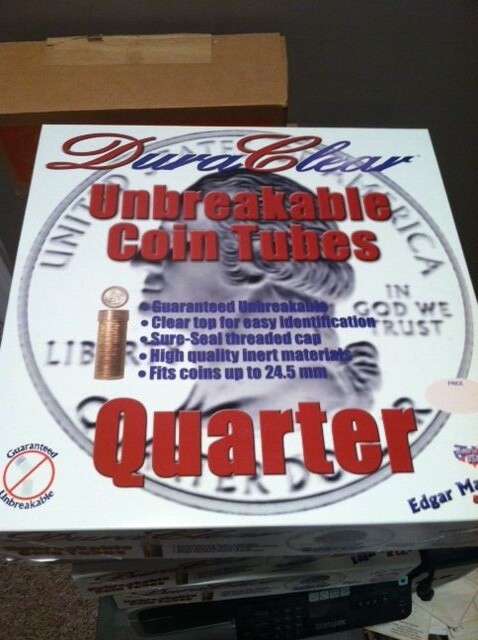 DuraClear
Unbreakable
Coin Tubes
UNITED STATES AMERICA
• Guaranteed Unbreakable
• Clear top for easy identification
• Sure-Seal threaded cap
• High quality inert materials
• Fits coins up to 24.5 mm
IN
GOD WE
TRUST
LIBER
Quarter
Guaranteed
Unbreakable
PRICE
Edgar Ma